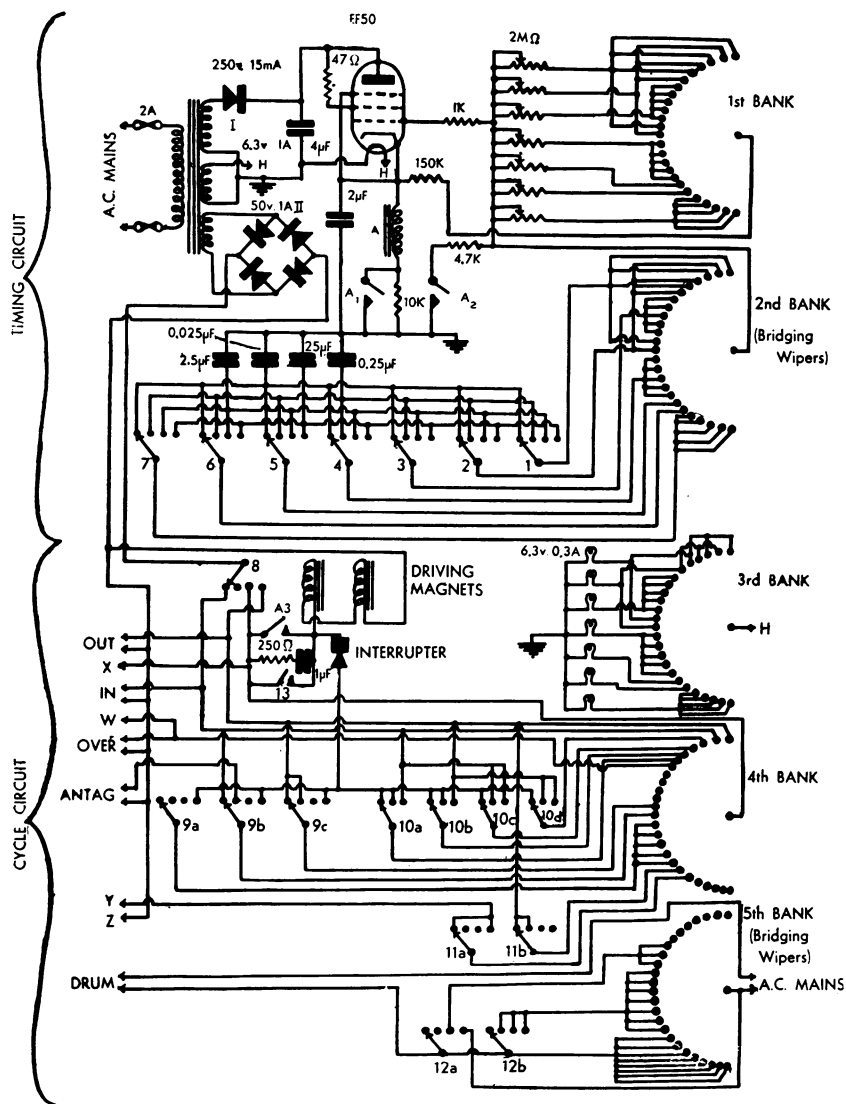 EF50
250v. 15mA
47Ω
2MΩ
2A
1K
1st BANK
I
1A
4μF
6.3v
H
H
A.C. MAINS
150K
50v. 1A II
2μF
A
4.7K
A1
10K
A2
2nd BANK
(Bridging
Wipers)
TIMING CIRCUIT
0,025μF
25μF
2.5μF
0.25μF
7
6
5
4
3
2
1
6,3v. 0,3A
8
DRIVING
MAGNETS
3rd BANK
A3
H
OUT
250Ω
INTERRUPTER
X
1μF
13
IN
W
OVER
4th BANK
ANTAG
9a
9b
9c
10a
10b
10c
10d
CYCLE CIRCUIT
Y
Z
5th BANK
(Bridging
Wipers)
11a
11b
DRUM
A.C. MAINS
12a
12b